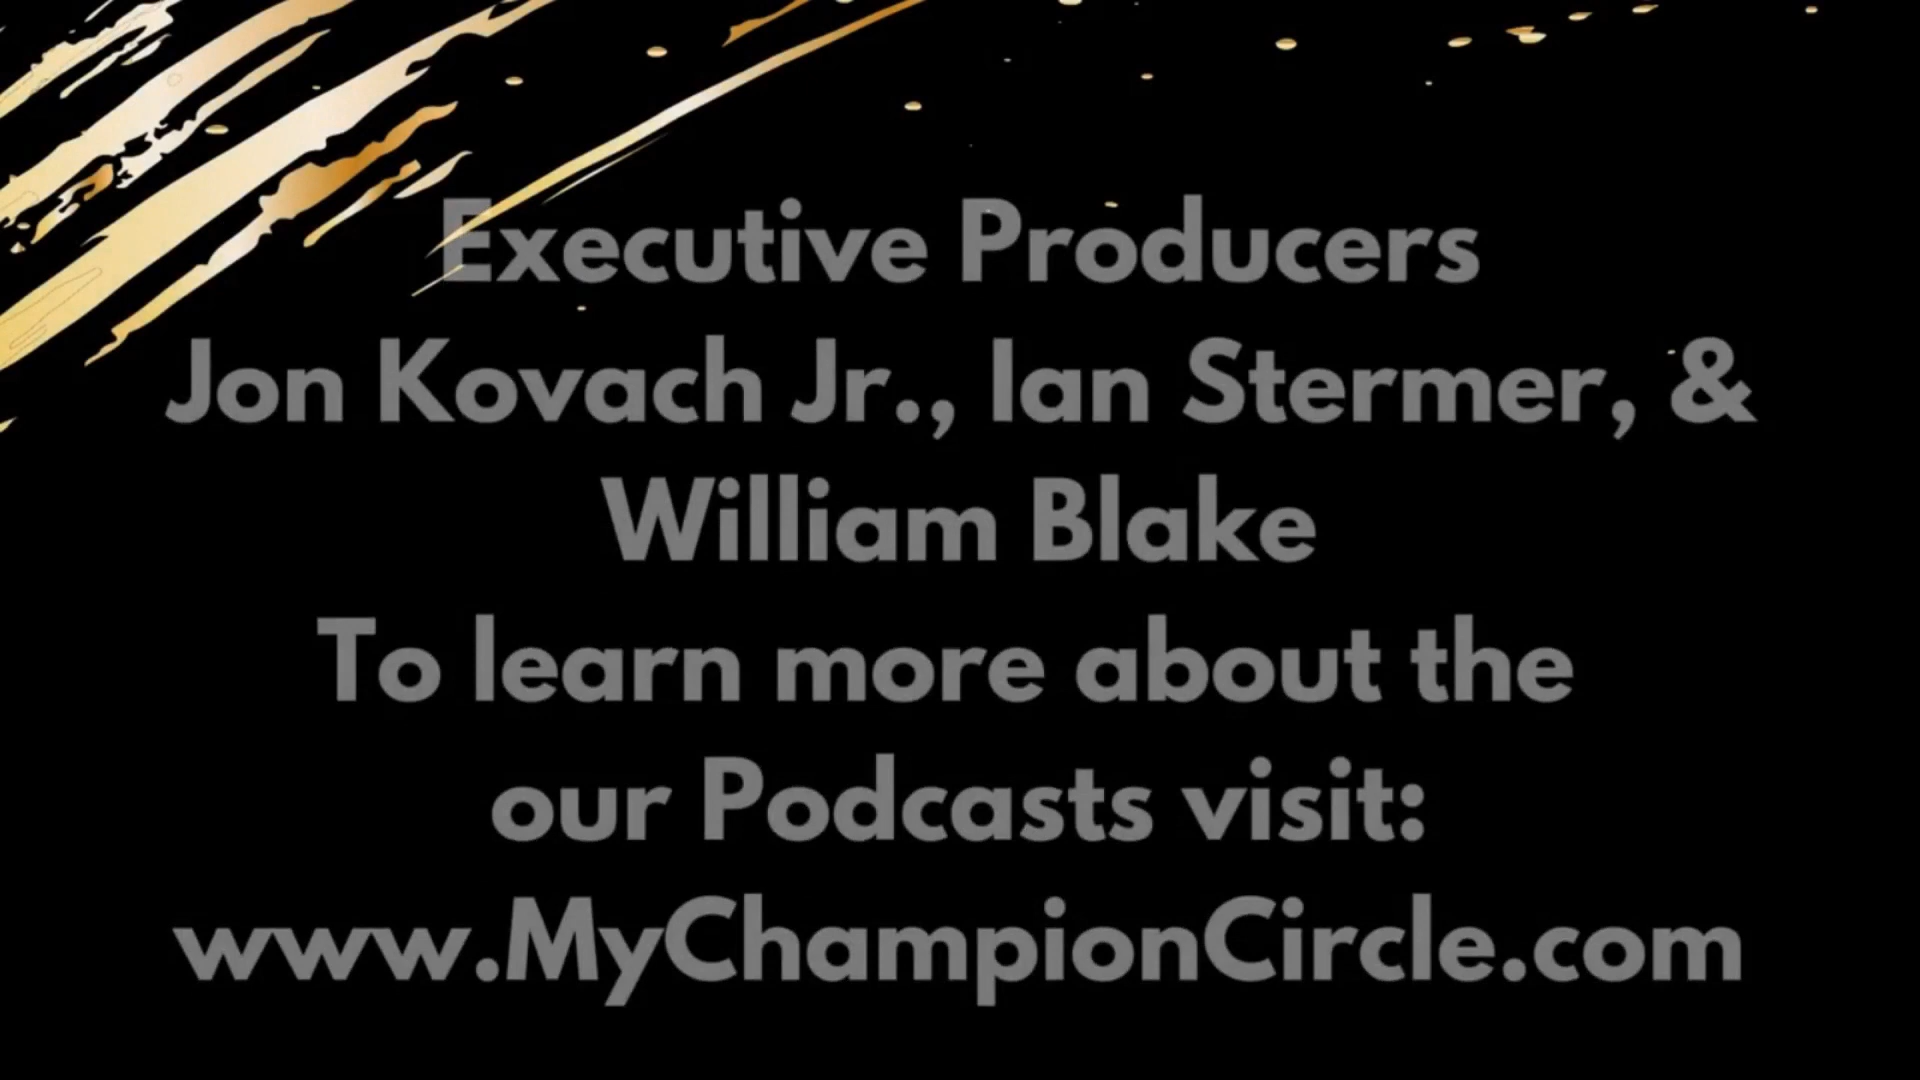 Executive Producers
Jon Kovach Jr., Ian Stermer, &
William Blake
To learn more about the
our Podcasts visit:
www.MyChampionCircle.com